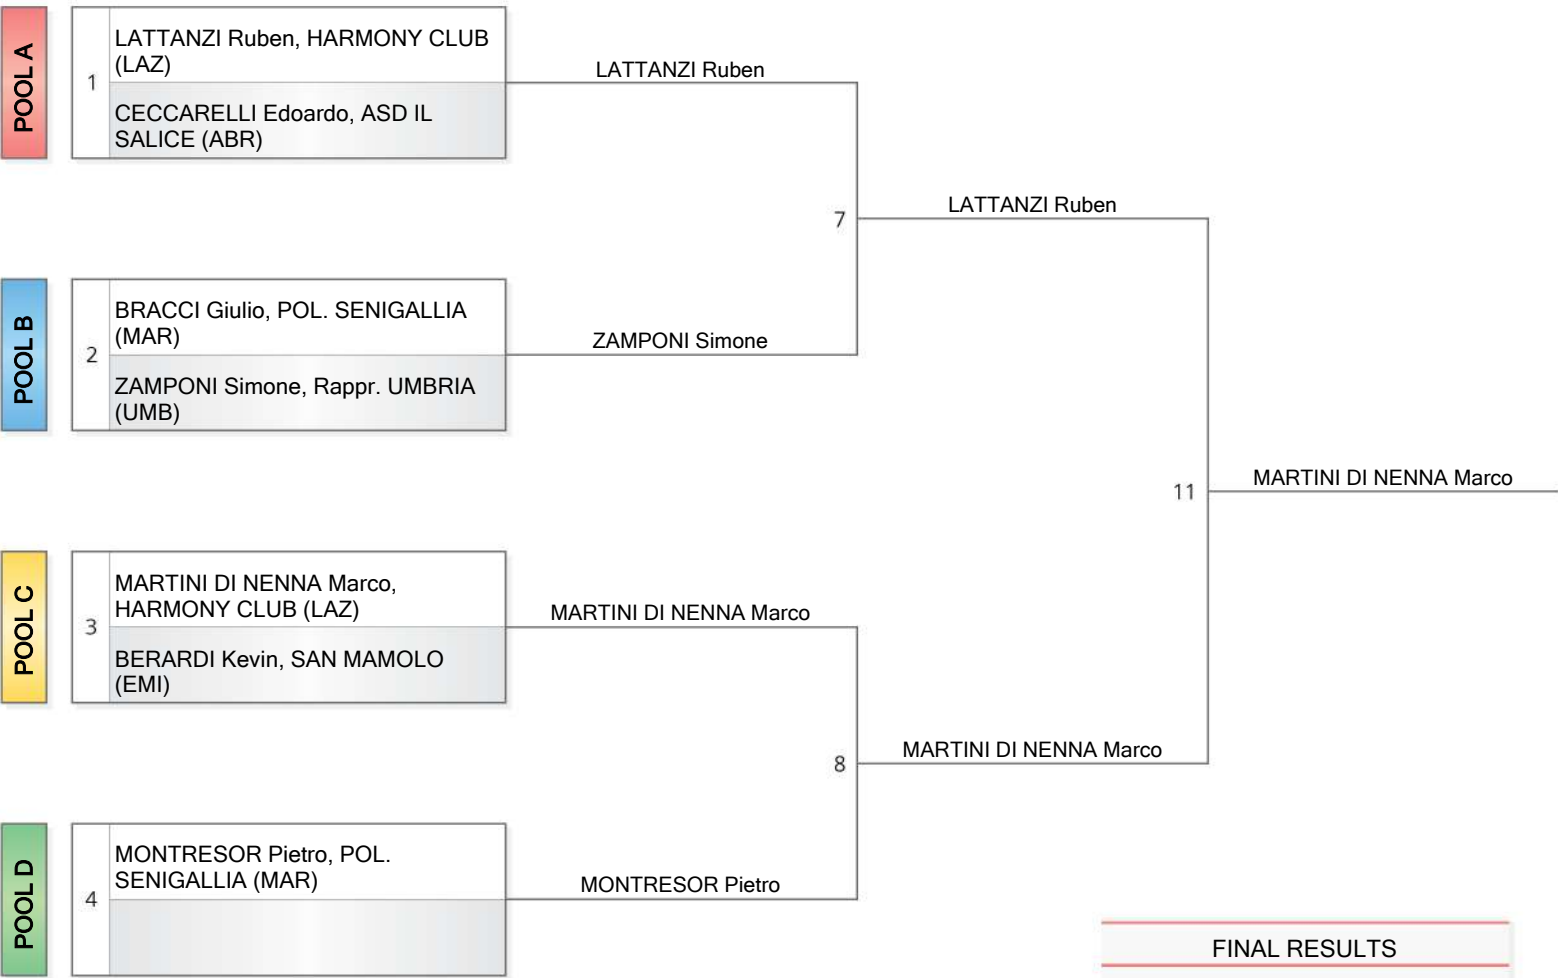 POOL A
1
LATTANZI Ruben, HARMONY CLUB
(LAZ)
CECCARELLI Edoardo, ASD IL
SALICE (ABR)
LATTANZI Ruben
7
LATTANZI Ruben
POOL B
2
BRACCI Giulio, POL. SENIGALLIA
(MAR)
ZAMPONI Simone, Rappr. UMBRIA
(UMB)
ZAMPONI Simone
11
MARTINI DI NENNA Marco
POOL C
3
MARTINI DI NENNA Marco,
HARMONY CLUB (LAZ)
BERARDI Kevin, SAN MAMOLO
(EMI)
MARTINI DI NENNA Marco
8
MARTINI DI NENNA Marco
POOL D
4
MONTRESOR Pietro, POL.
SENIGALLIA (MAR)
MONTRESOR Pietro
FINAL RESULTS